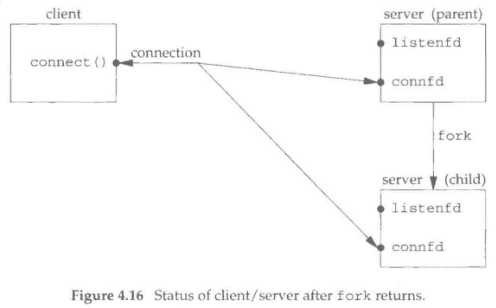 client
server (parent)
connect()
connection
listenfd
connfd
fork
server (child)
listenfd
connfd
Figure 4.16 Status of client/server after fork returns.